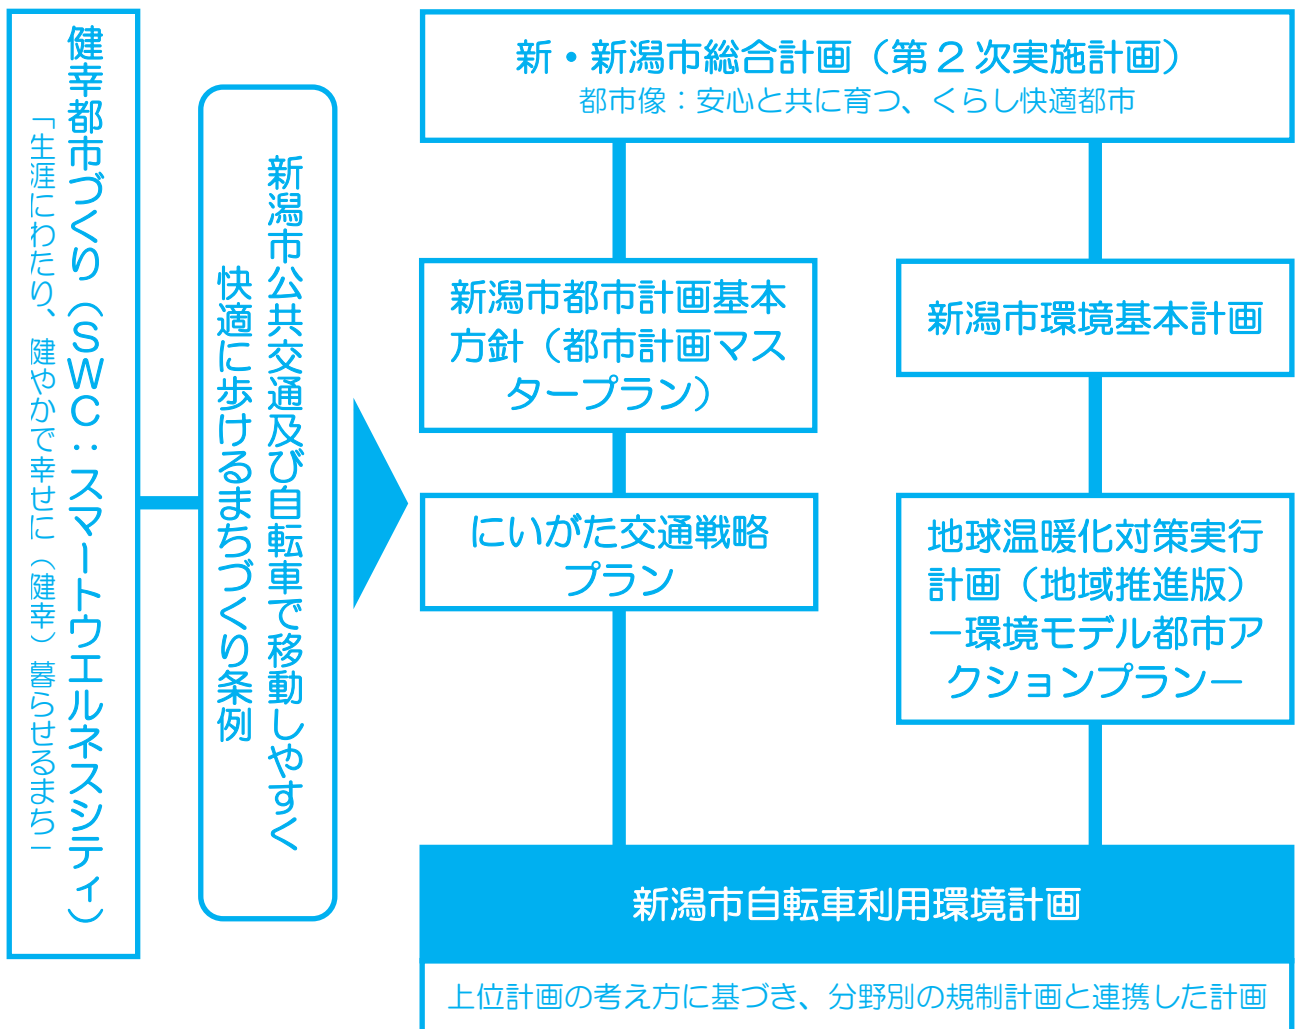 健幸都市づくり（ＳＷＣ：スマートウエルネスシティ）
「生涯にわたり、健やかで幸せに（健幸）暮らせるまち」
新潟市公共交通及び自転車で移動しやすく
快適に歩けるまちづくり条例
新・新潟市総合計画（第２次実施計画）
都市像：安心と共に育つ、くらし快適都市
新潟市都市計画基本
方針（都市計画マス
タープラン）
新潟市環境基本計画
にいがた交通戦略
プラン
地球温暖化対策実行
計画（地域推進版）
－環境モデル都市ア
クションプラン－
新潟市自転車利用環境計画
上位計画の考え方に基づき、分野別の規制計画と連携した計画